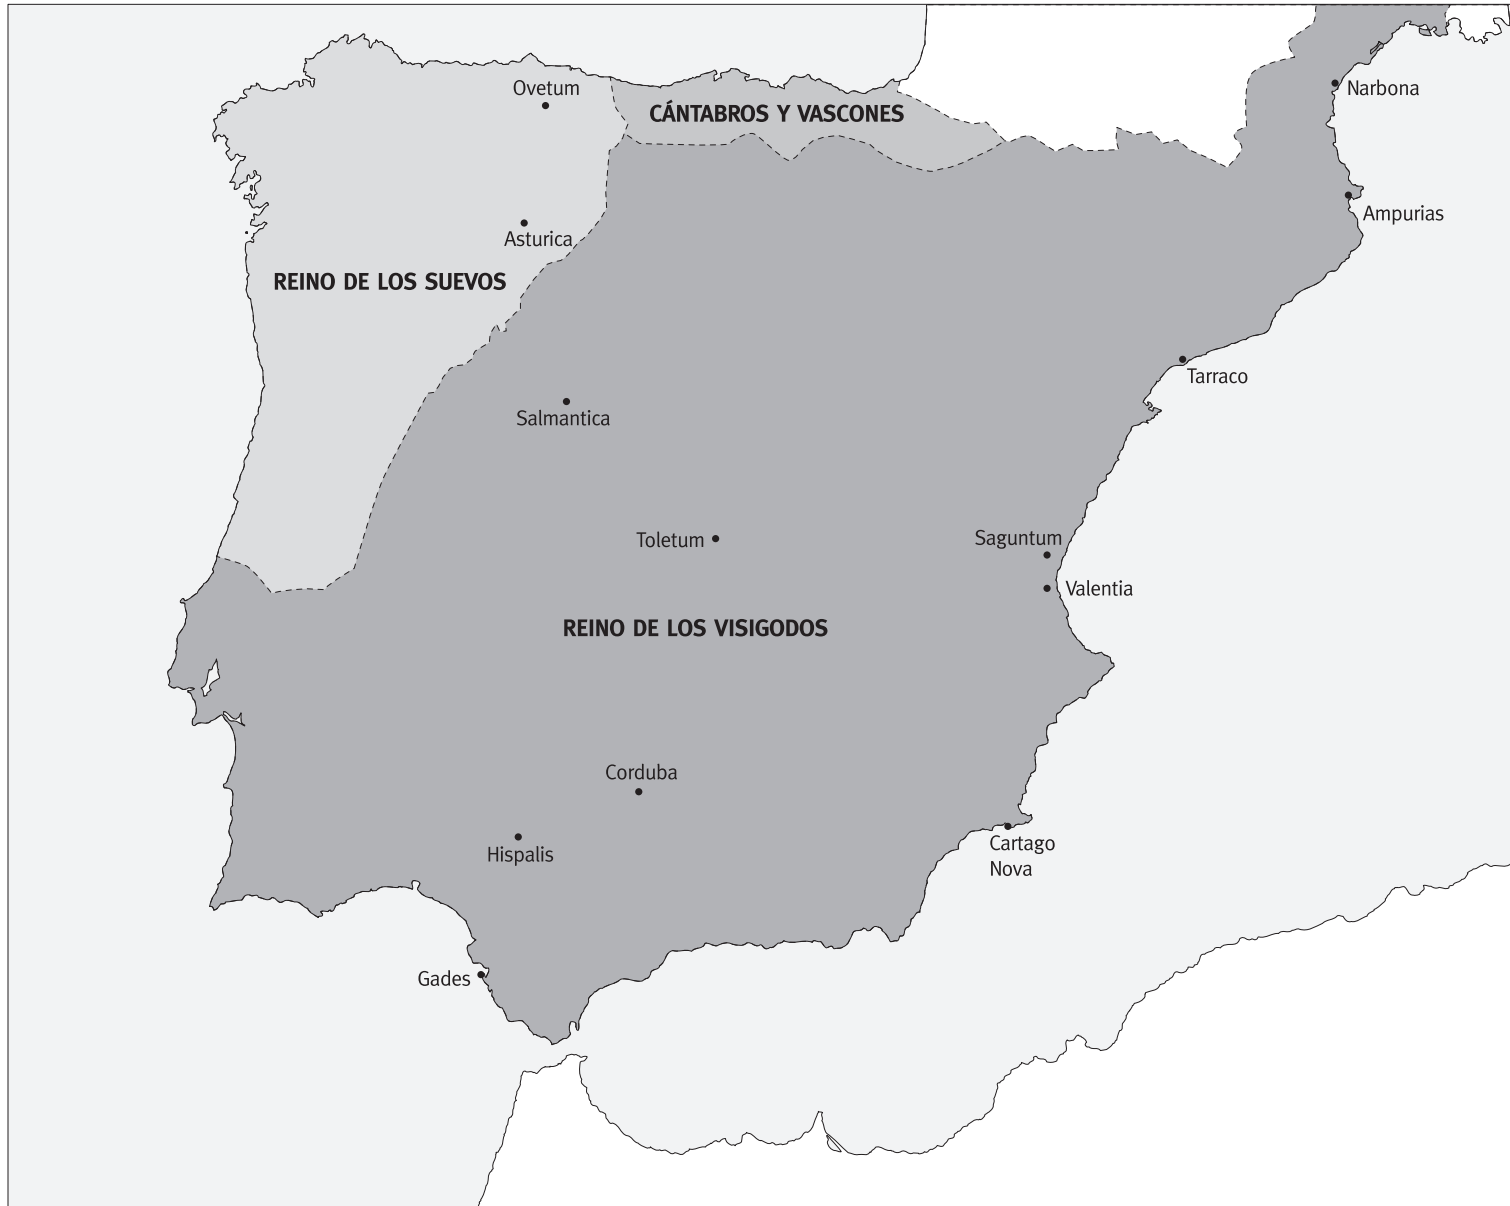 Ovetum
Narbona
CÁNTABROS Y VASCONES
Ampurias
Asturica
REINO DE LOS SUEVOS
Tarraco
Salmantica
Saguntum
Toletum
Valentia
REINO DE LOS VISIGODOS
Corduba
Cartago
Nova
Hispalis
Gades